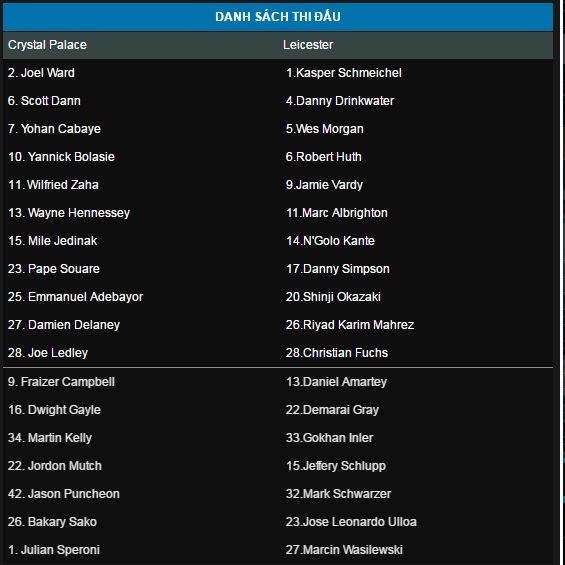 DANH SÁCH THI ĐẤU
Crystal Palace Leicester
2. Joel Ward 1.Kasper Schmeichel
6. Scott Dann 4.Danny Drinkwater
7. Yohan Cabaye 5.Wes Morgan
10. Yannick Bolasie 6.Robert Huth
11. Wilfried Zaha 9.Jamie Vardy
13. Wayne Hennessey 11.Marc Albrighton
15. Mile Jedinak 14.N'Golo Kante
23. Pape Souare 17.Danny Simpson
25. Emmanuel Adebayor 20.Shinji Okazaki
27. Damien Delaney 26.Riyad Karim Mahrez
28. Joe Ledley 28.Christian Fuchs
9. Fraizer Campbell 13.Daniel Amartey
16. Dwight Gayle 22.Demarai Gray
34. Martin Kelly 33.Gokhan Inler
22. Jordon Mutch 15.Jeffery Schlupp
42. Jason Puncheon 32.Mark Schwarzer
26. Bakary Sako 23.Jose Leonardo Ulloa
1. Julian Speroni 27.Marcin Wasilewski